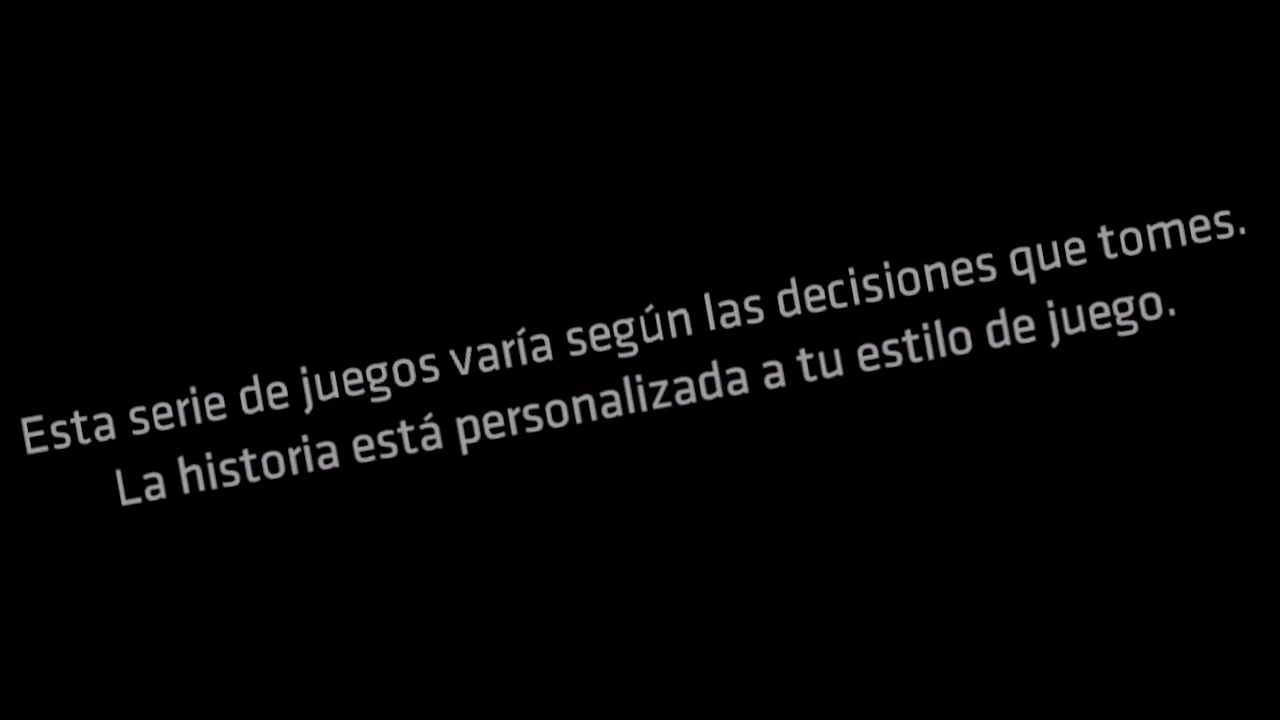 Esta serie de juegos varía según las decisiones que tomes.
La historia está personalizada a tu estilo de juego.